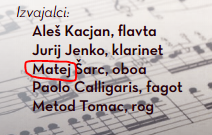 Izvajalci:
Aleš Kacjan, flavta
Jurij Jenko, klarinet
Matej Šarc, oboa
Paolo Calligaris, fagot
Metod Tomac, rog